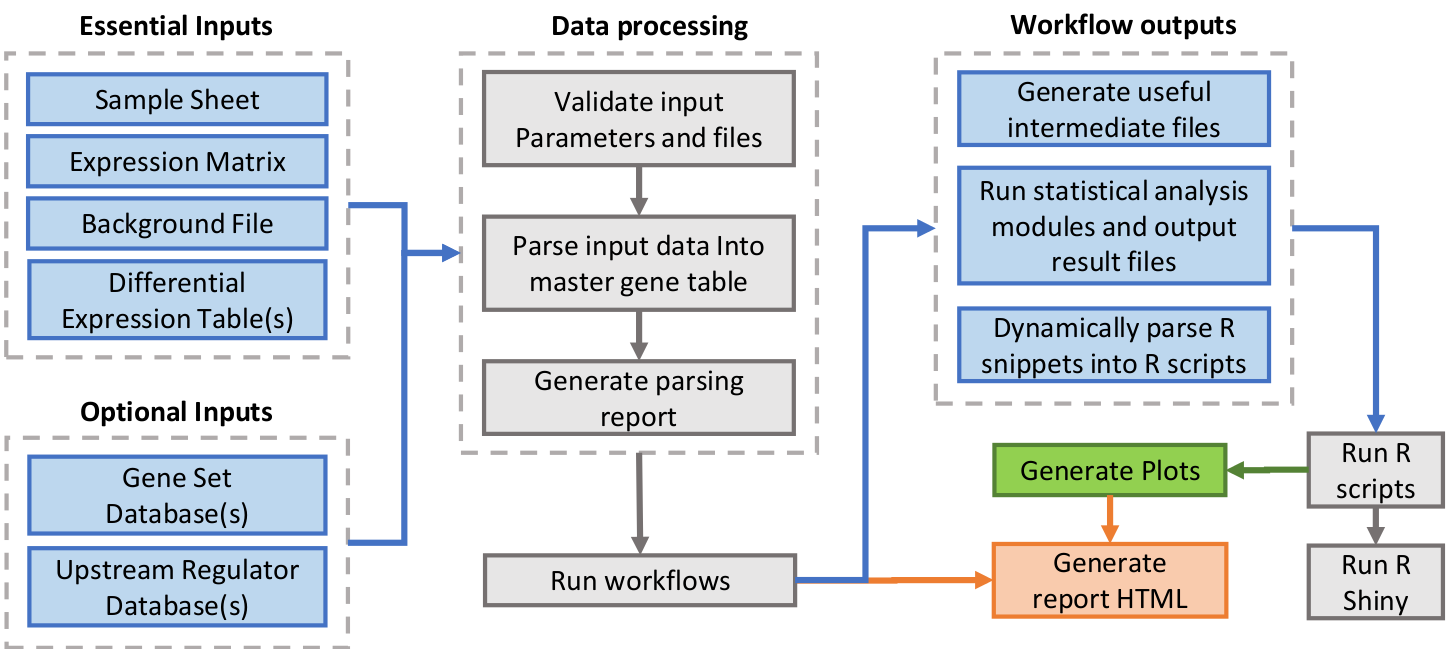 Essential Inputs
Sample Sheet
Expression Matrix
Background File
Differential
Expression Table(s)
Optional Inputs
Gene Set
Database(s)
Upstream Regulator
Database(s)
Data processing
Validate input
Parameters and files
Parse input data Into
master gene table
Generate parsing
report
Run workflows
Workflow outputs
Generate useful
intermediate files
Run statistical analysis
modules and output
result files
Dynamically parse R
snippets into R scripts
Generate Plots
Generate
report HTML
Run R
scripts
Run R
Shiny